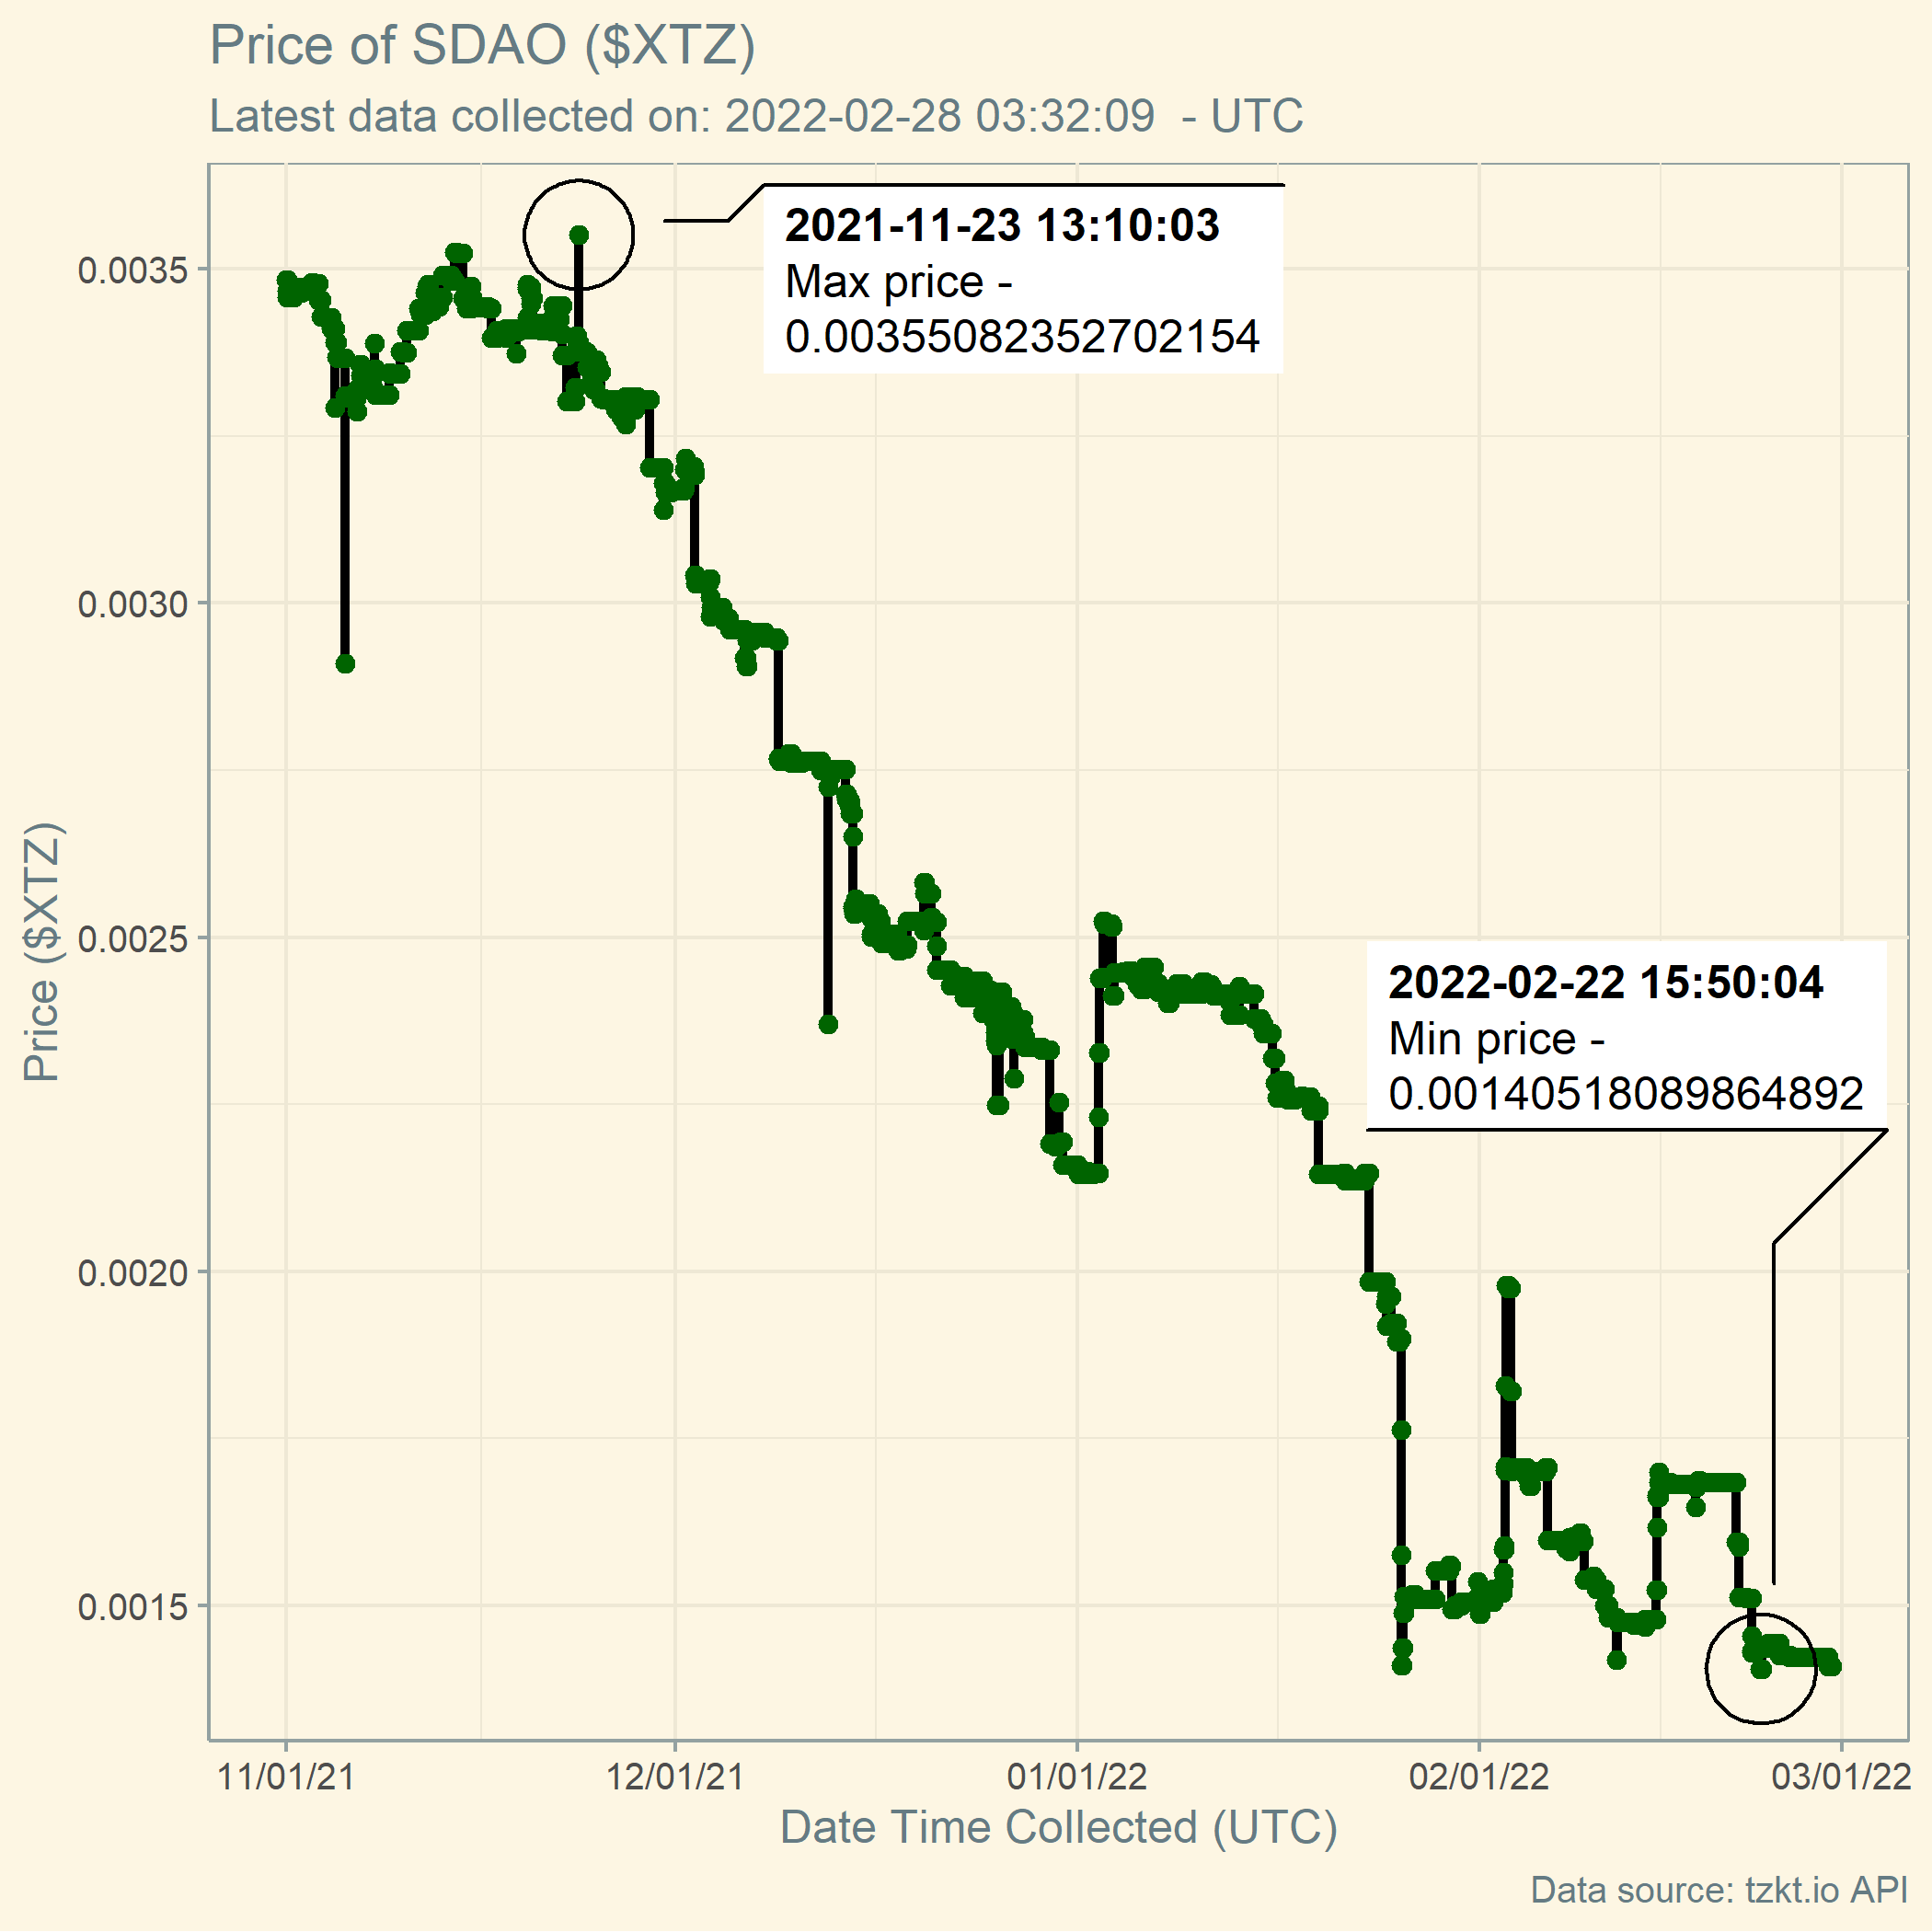 Price of SDAO ($XTZ)
Latest data collected on: 2022-02-28 03:32:09  - UTC
2021-11-23 13:10:03
Max price -
0.00355082352702154
0.0035
0.0030
0.0025
0.0020
0.0015
Price ($XTZ)
2022-02-22 15:50:04
Min price -
0.00140518089864892
11/01/21
12/01/21
01/01/22
02/01/22
03/01/22
Date Time Collected (UTC)
Data source: tzkt.io API